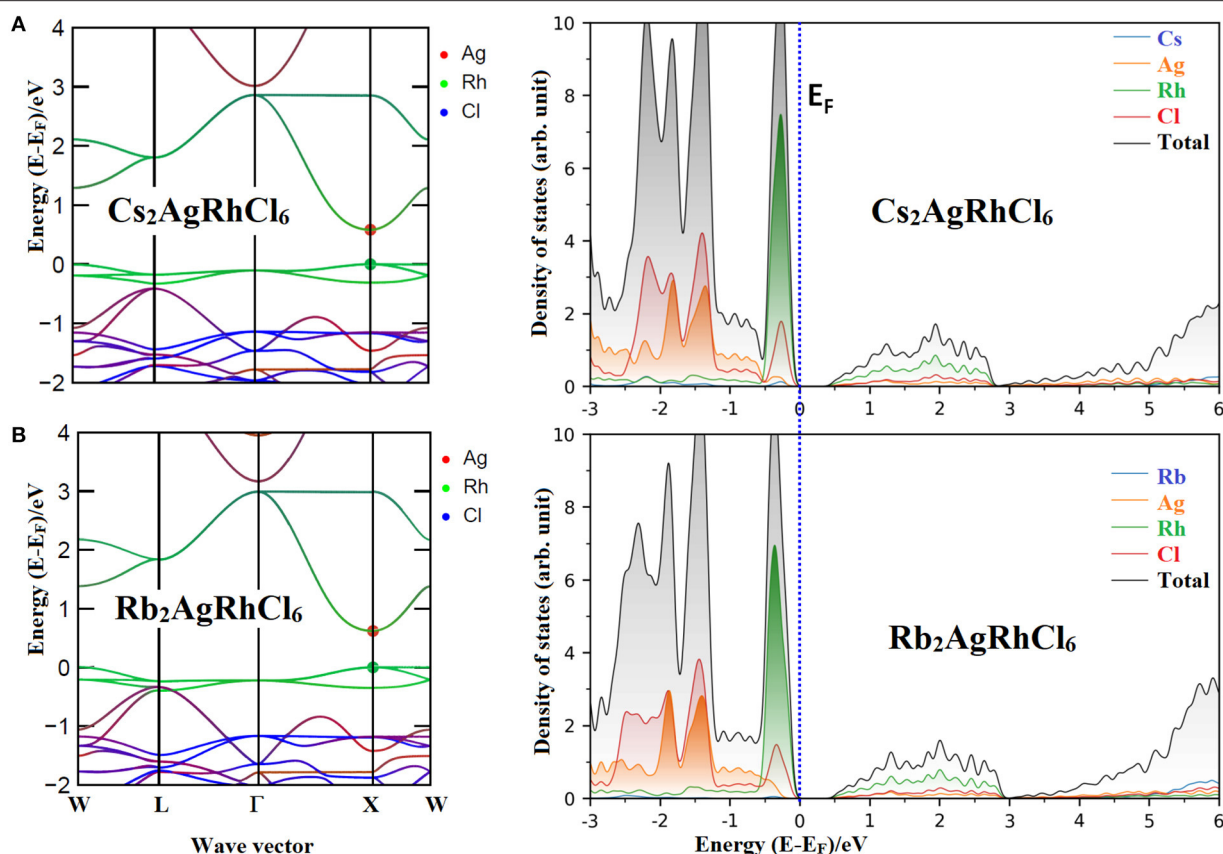 A
4
3
2
1
0
−1
−2
Energy (E-EF)/eV
Cs₂AgRhCl₆
Ag
Rh
Cl
10
8
6
4
2
0
Density of states (arb. unit)
EF
Cs₂AgRhCl₆
Cs
Ag
Rh
Cl
Total
-3 -2 -1 0 1 2 3 4 5 6
B
4
3
2
1
0
−1
−2
Energy (E-EF)/eV
Rb₂AgRhCl₆
Ag
Rh
Cl
W L Γ X W
Wave vector
10
8
6
4
2
0
Density of states (arb. unit)
Rb₂AgRhCl₆
Rb
Ag
Rh
Cl
Total
-3 -2 -1 0 1 2 3 4 5 6
Energy (E-EF)/eV